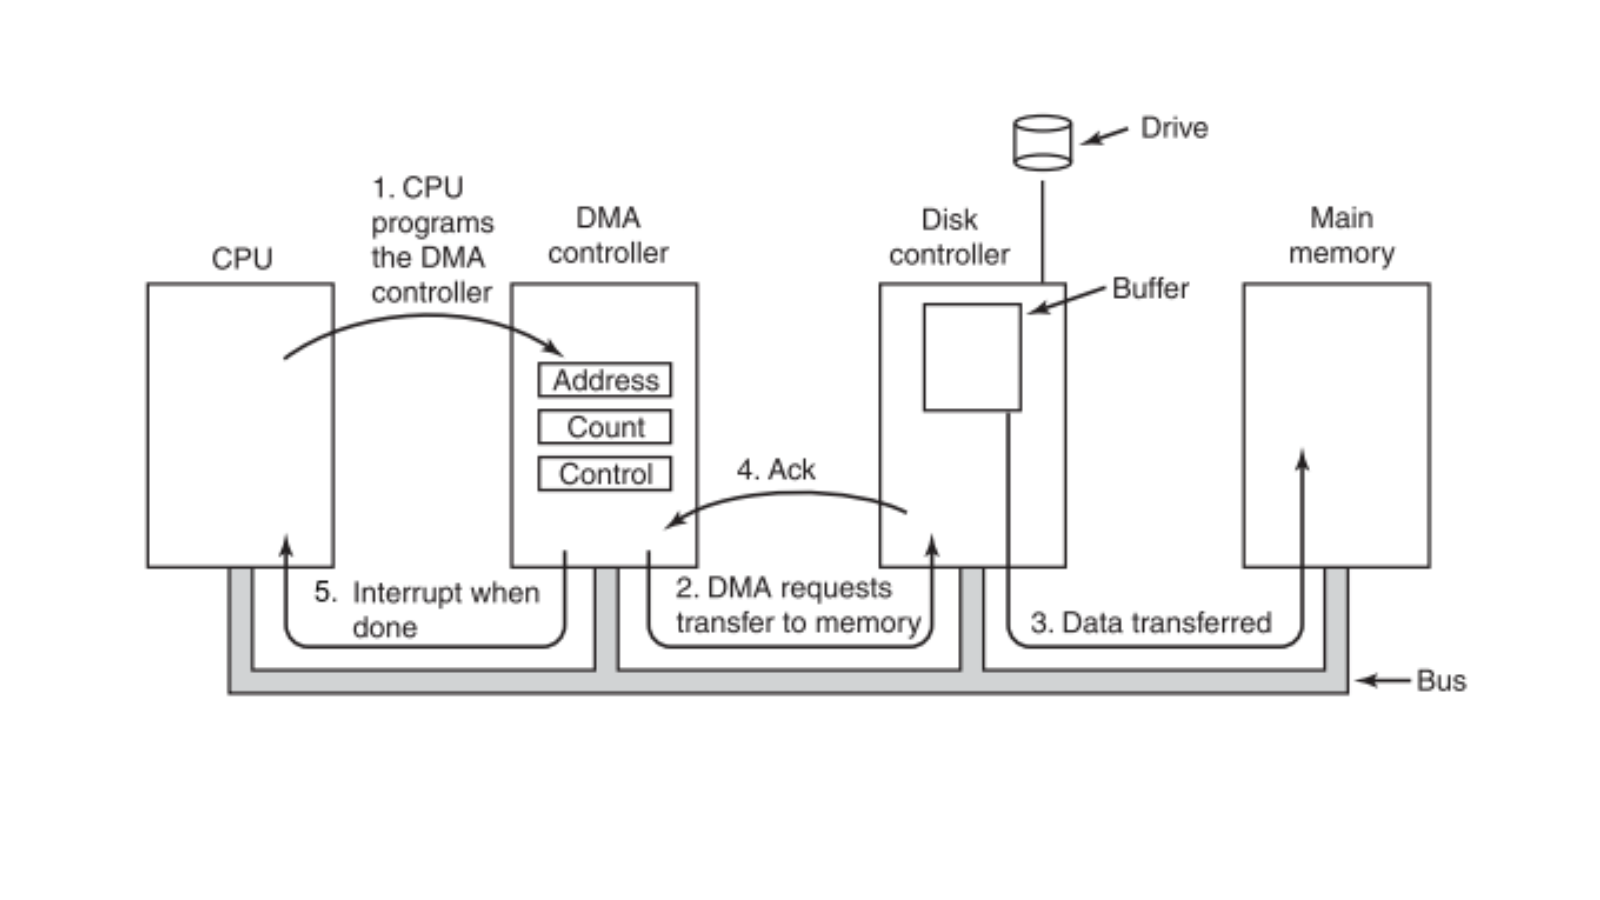 Drive
1. CPU
programs
the DMA
controller
DMA
controller
Disk
controller
Main
memory
CPU
Buffer
Address
Count
Control
4. Ack
5. Interrupt when
done
2. DMA requests
transfer to memory
3. Data transferred
Bus